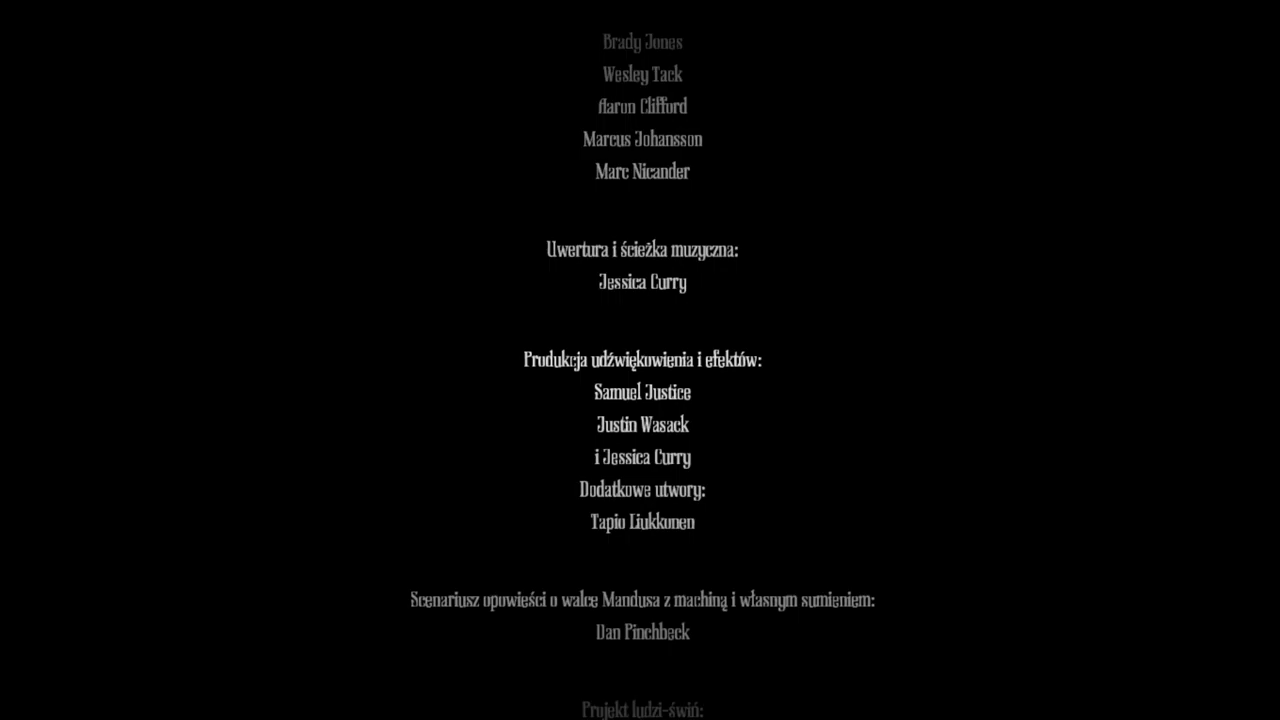 Brady Jones
Wesley Tack
Aaron Clifford
Marcus Johansson
Marc Nicander
Uwertura i ścieżka muzyczna:
Jessica Curry
Produkcja udźwiękowienia i efektów:
Samuel Justice
Justin Wasack
i Jessica Curry
Dodatkowe utwory:
Tapio Liukkonen
Scenariusz opowieści o walce Mandusa z machiną i własnym sumieniem:
Dan Pinchbeck
Projekt ludzi-świń: